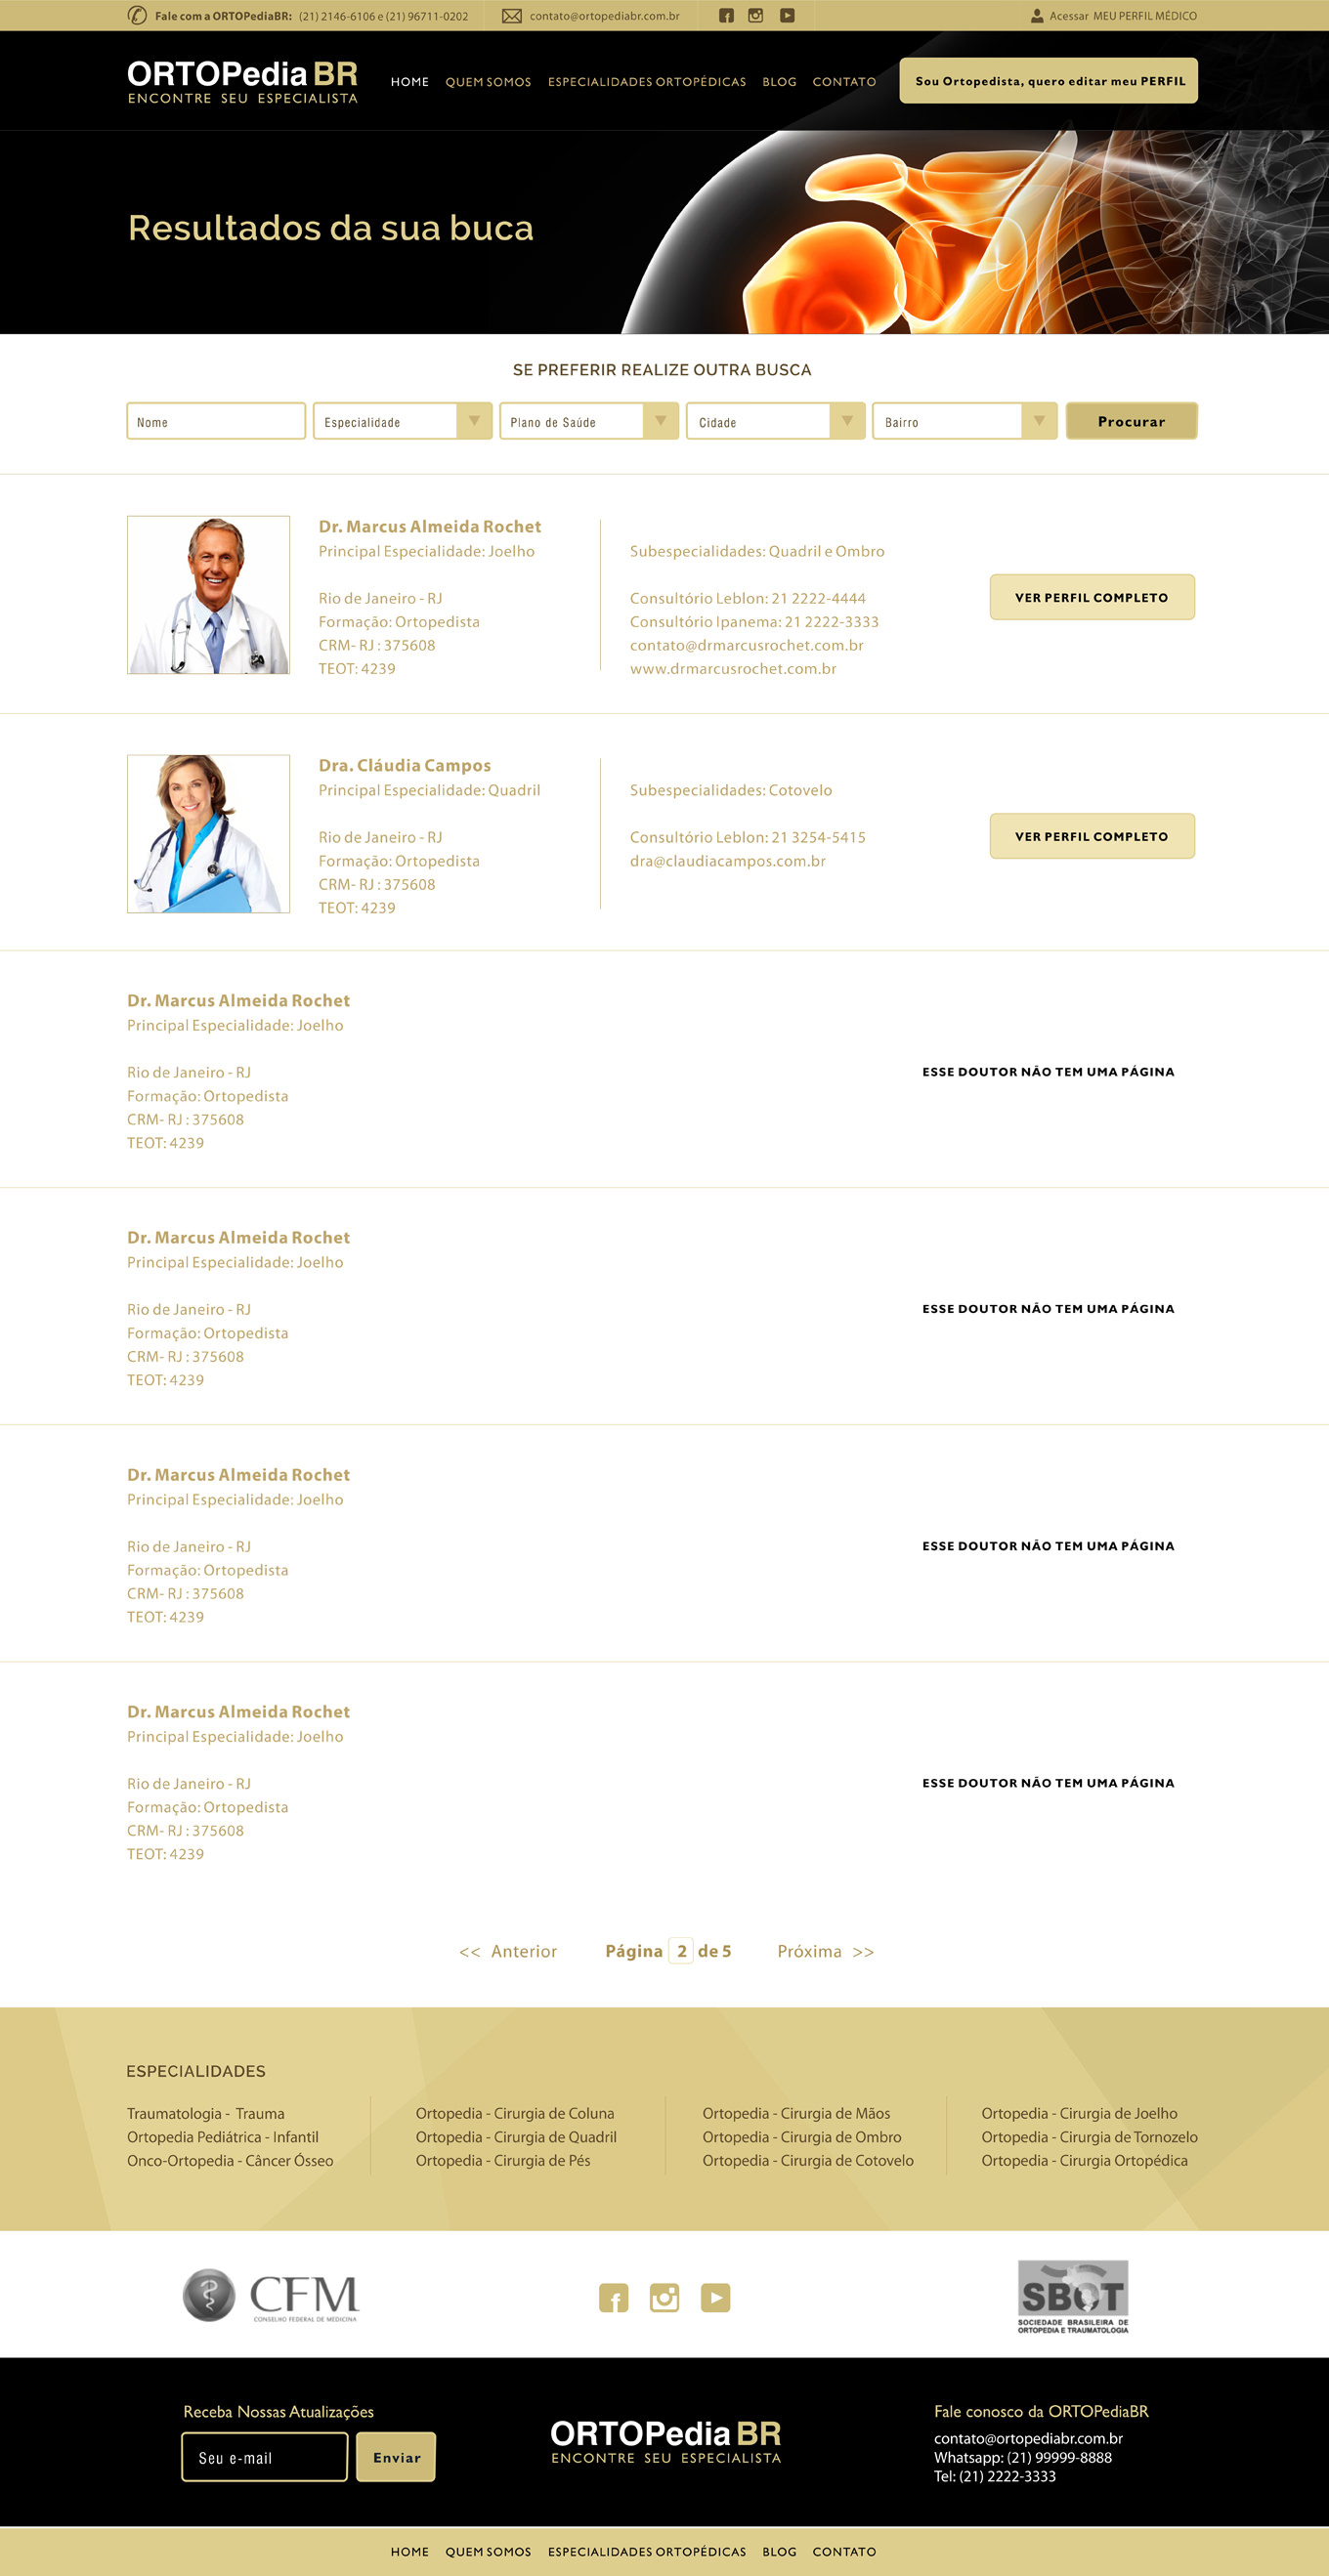 Fale com a ORTOPediaBR: (21) 2146-6106 e (21) 96711-0202 contato@ortopediabr.com.br Acessar MEU PERFIL MÉDICO
ORTOPedia BR
ENCONTRE SEU ESPECIALISTA
HOME QUEM SOMOS ESPECIALIDADES ORTOPÉDICAS BLOG CONTATO
Sou Ortopedista, quero editar meu PERFIL
Resultados da sua buca
SE PREFERIR REALIZE OUTRA BUSCA
Nome Especialidade Plano de Saúde Cidade Bairro Procurar
Dr. Marcus Almeida Rochet
Principal Especialidade: Joelho
Rio de Janeiro - RJ
Formação: Ortopedista
CRM- RJ : 375608
TEOT: 4239
Subespecialidades: Quadril e Ombro
Consultório Leblon: 21 2222-4444
Consultório Ipanema: 21 2222-3333
contato@drmarcusrochet.com.br
www.drmarcusrochet.com.br
VER PERFIL COMPLETO
Dra. Cláudia Campos
Principal Especialidade: Quadril
Rio de Janeiro - RJ
Formação: Ortopedista
CRM- RJ : 375608
TEOT: 4239
Subespecialidades: Cotovelo
Consultório Leblon: 21 3254-5415
dra@claudiacampos.com.br
VER PERFIL COMPLETO
Dr. Marcus Almeida Rochet
Principal Especialidade: Joelho
Rio de Janeiro - RJ
Formação: Ortopedista
CRM- RJ : 375608
TEOT: 4239
ESSE DOUTOR NÃO TEM UMA PÁGINA
Dr. Marcus Almeida Rochet
Principal Especialidade: Joelho
Rio de Janeiro - RJ
Formação: Ortopedista
CRM- RJ : 375608
TEOT: 4239
ESSE DOUTOR NÃO TEM UMA PÁGINA
Dr. Marcus Almeida Rochet
Principal Especialidade: Joelho
Rio de Janeiro - RJ
Formação: Ortopedista
CRM- RJ : 375608
TEOT: 4239
ESSE DOUTOR NÃO TEM UMA PÁGINA
Dr. Marcus Almeida Rochet
Principal Especialidade: Joelho
Rio de Janeiro - RJ
Formação: Ortopedista
CRM- RJ : 375608
TEOT: 4239
ESSE DOUTOR NÃO TEM UMA PÁGINA
<< Anterior Página 2 de 5 Próxima >>
ESPECIALIDADES
Traumatologia - Trauma
Ortopedia Pediátrica - Infantil
Onco-Ortopedia - Câncer Ósseo
Ortopedia - Cirurgia de Coluna
Ortopedia - Cirurgia de Quadril
Ortopedia - Cirurgia de Pés
Ortopedia - Cirurgia de Mãos
Ortopedia - Cirurgia de Ombro
Ortopedia - Cirurgia de Cotovelo
Ortopedia - Cirurgia de Joelho
Ortopedia - Cirurgia de Tornozelo
Ortopedia - Cirurgia Ortopédica
CFM
CONSELHO FEDERAL DE MEDICINA
SBOT
SOCIEDADE BRASILEIRA DE
ORTOPEDIA E TRAUMATOLOGIA
Receba Nossas Atualizações
Seu e-mail Enviar
ORTOPedia BR
ENCONTRE SEU ESPECIALISTA
Fale conosco da ORTOPediaBR
contato@ortopediabr.com.br
Whatsapp: (21) 99999-8888
Tel: (21) 2222-3333
HOME QUEM SOMOS ESPECIALIDADES ORTOPÉDICAS BLOG CONTATO